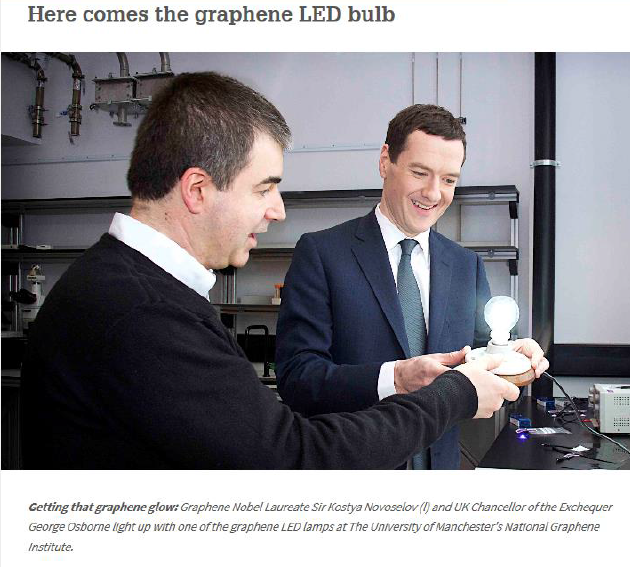 Here comes the graphene LED bulb
Getting that graphene glow: Graphene Nobel Laureate Sir Kostya Novoselov (l) and UK Chancellor of the Exchequer
George Osborne light up with one of the graphene LED lamps at The University of Manchester's National Graphene
Institute.